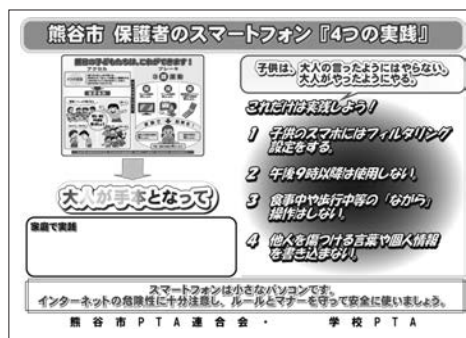 熊谷市 保護者のスマートフォン『4つの実践』
子供は、大人の言ったようにはやらない。
大人がやったようにやる。
これだけは実践しよう！
1 子供のスマホにはフィルタリング
設定をする。
2 午後9時以降は使用しない。
3 食事中や歩行中等の「ながら」
操作はしない。
4 他人を傷つける言葉や個人情報
を書き込まない。
大人が手本となって
家庭で実践
スマートフォンは小さなパソコンです。
インターネットの危険性に十分注意し、ルールとマナーを守って安全に使いましょう。
熊谷市PTA連合会・ 学校PTA